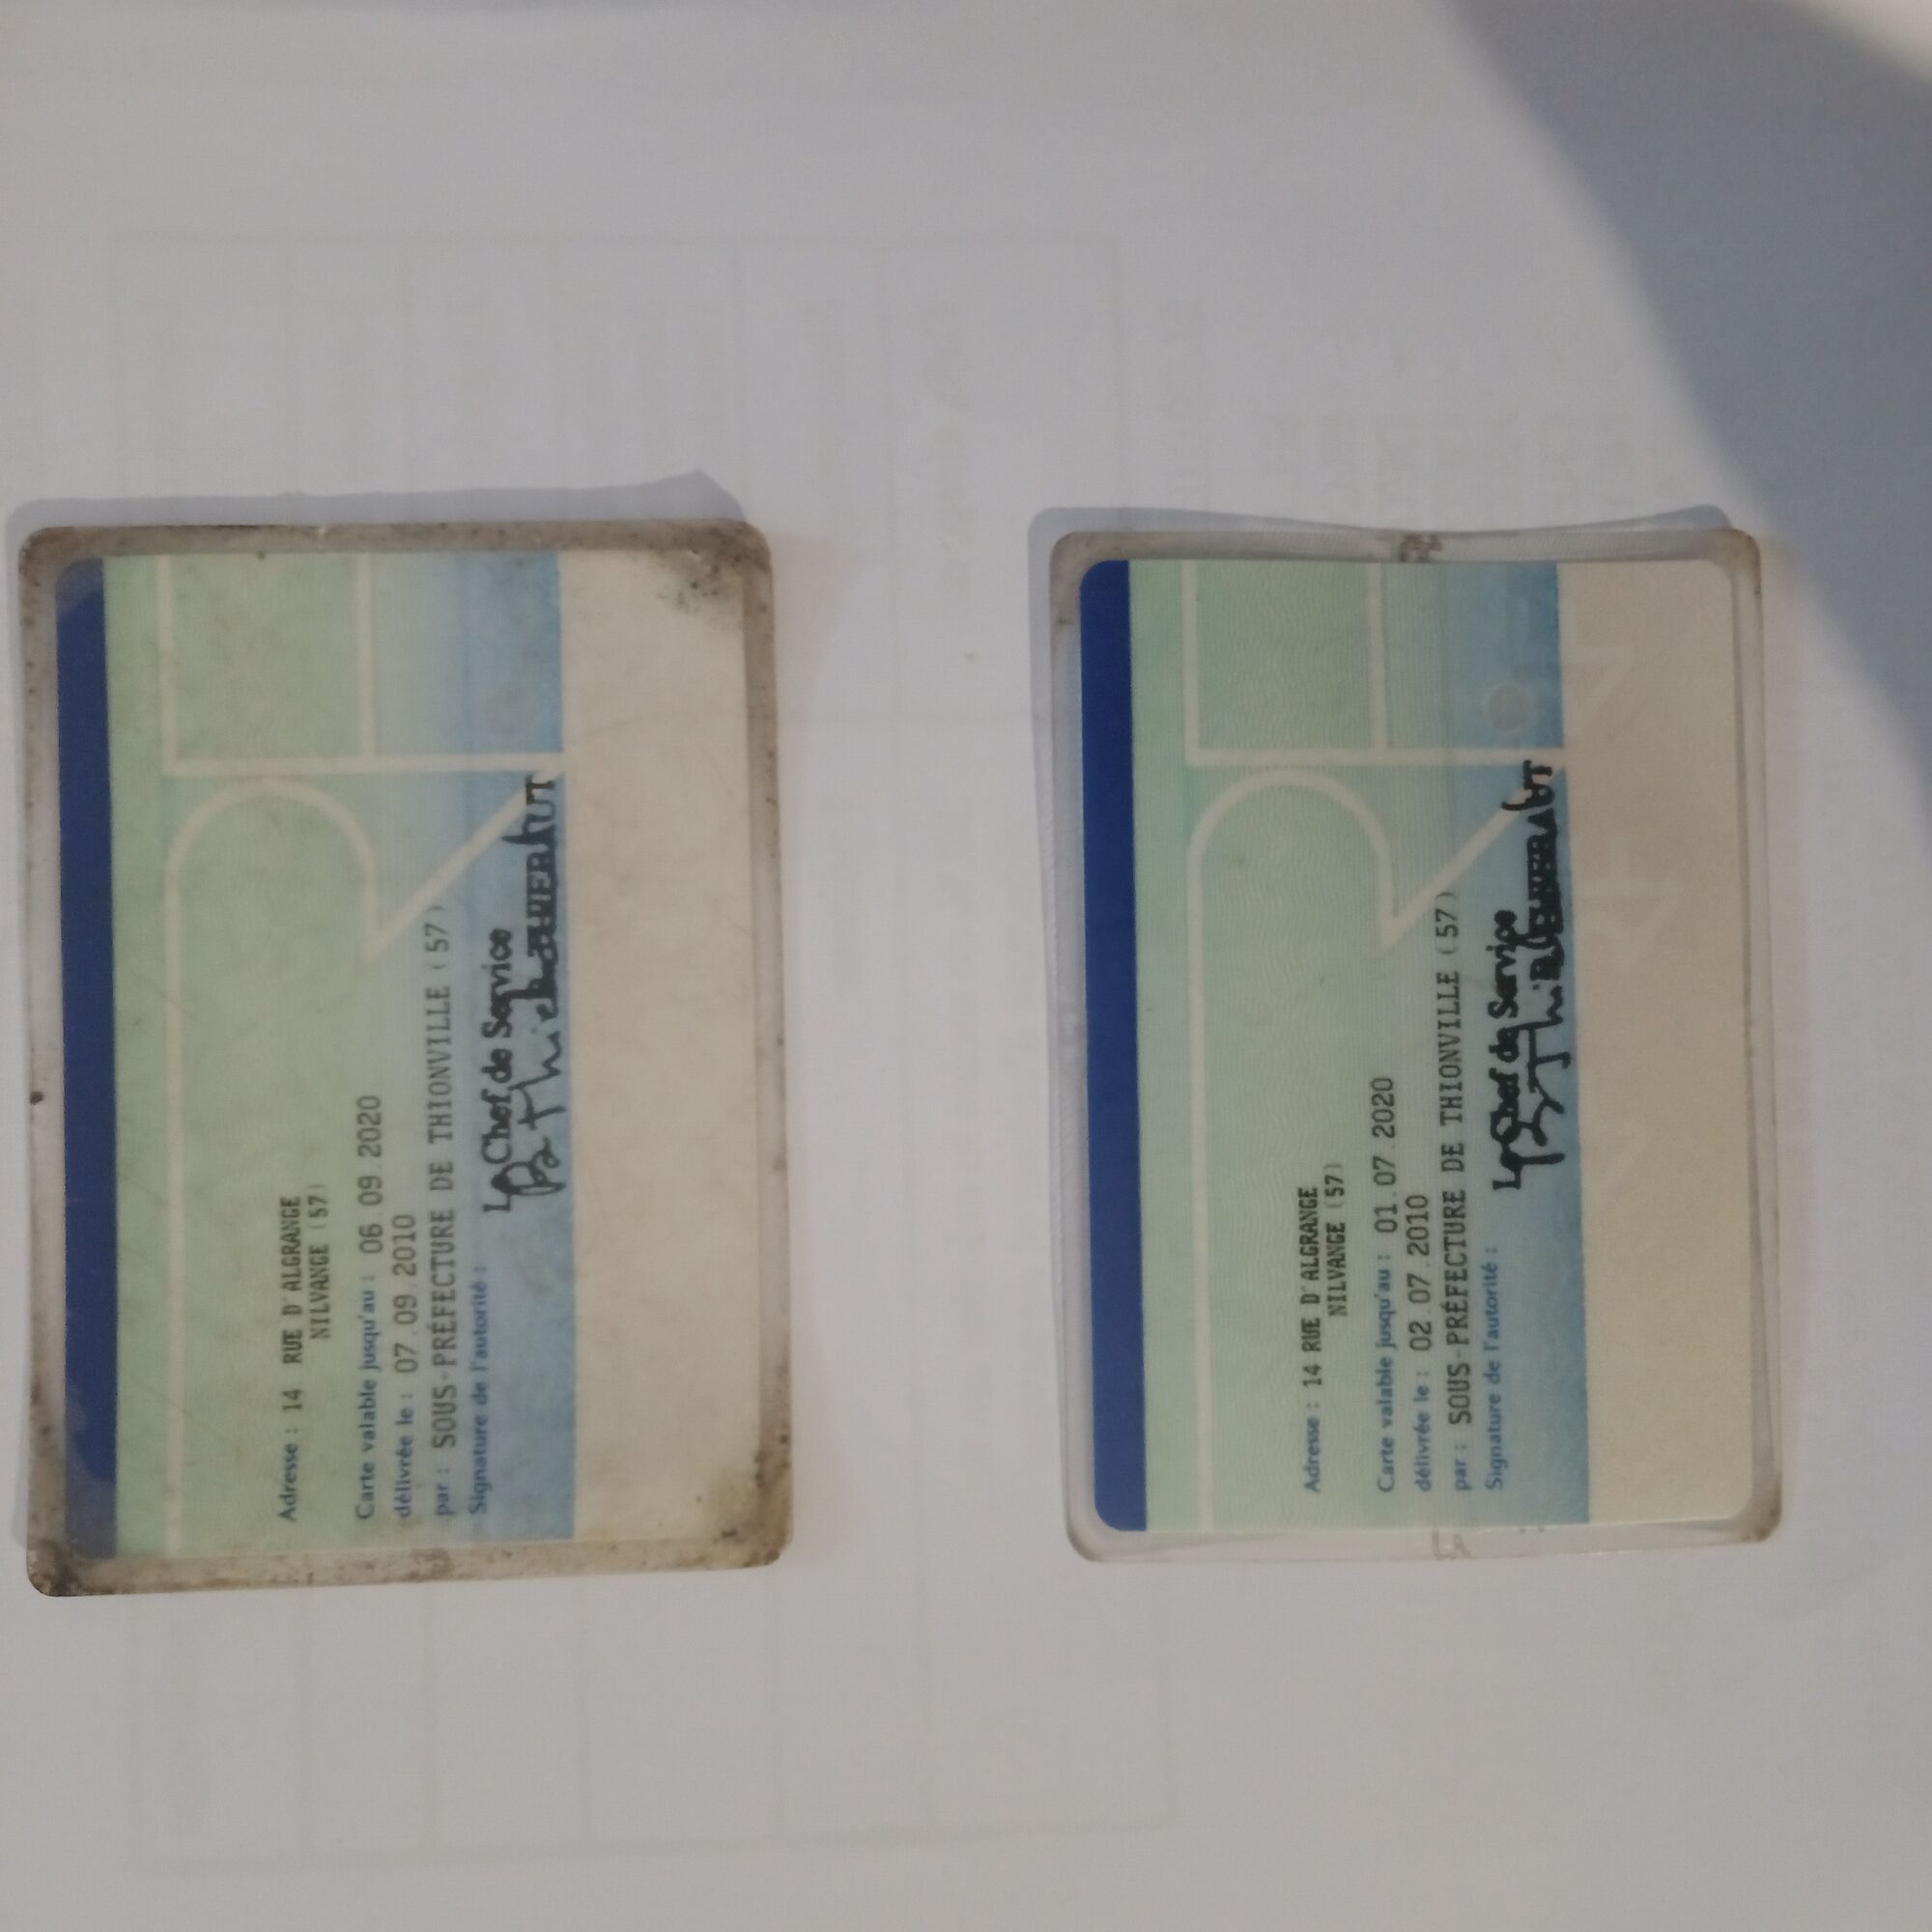 Adresse : 14 RUE D'ALGRANGE
NILVANGE (57)
Carte valable jusqu'au : 06.09.2020
délivrée le : 07.09.2010
par : SOUS-PRÉFECTURE DE THIONVILLE (57)
Signature de l'autorité :
Le Chef de Service
Adresse : 14 RUE D'ALGRANGE
NILVANGE (57)
Carte valable jusqu'au : 01.07.2020
délivrée le : 02.07.2010
par : SOUS-PRÉFECTURE DE THIONVILLE (57)
Signature de l'autorité :
Le Chef de Service